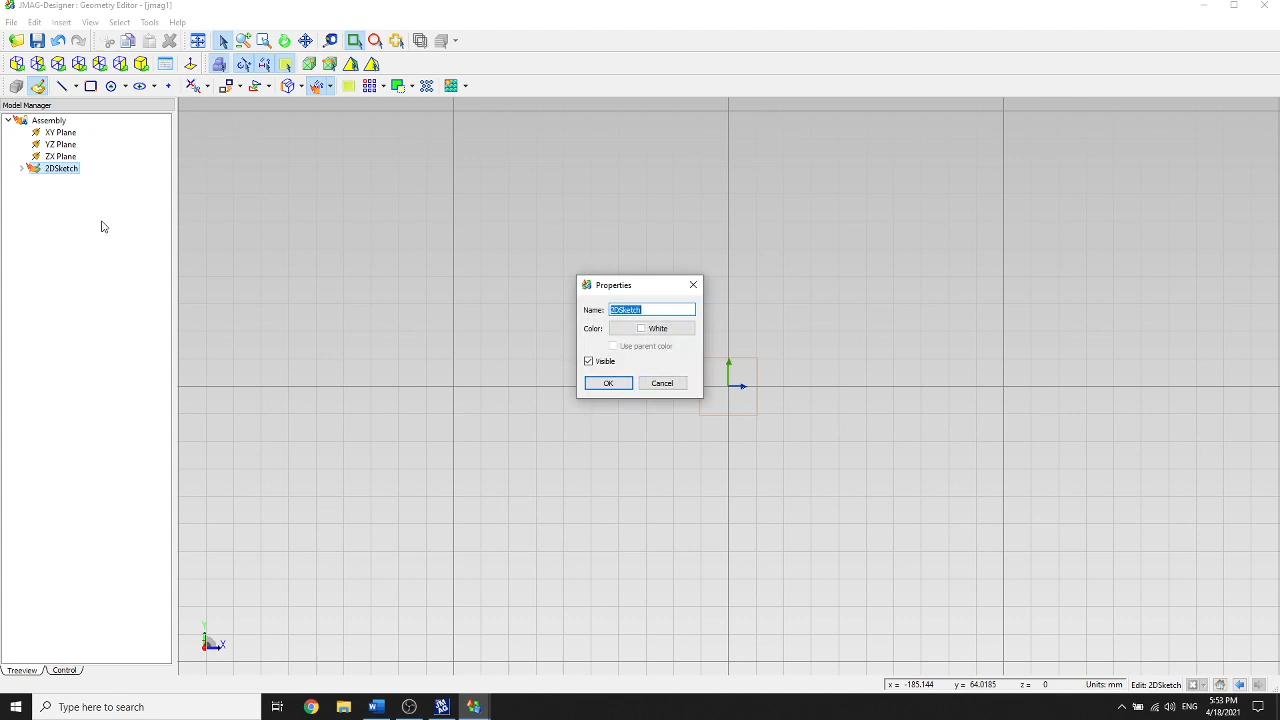 JMAG-Designer: Geometry Editor - [jmag1]
File Edit Insert View Select Tools Help
Model Manager
Assembly
XY Plane
YZ Plane
ZX Plane
2DSketch
Properties
Name: 2DSketch
Color: White
Use parent color
Visible
OK Cancel
Y
X
Treeview Control
x = -185.144 y = 64.0185 z = 0 Units: mm Edit: 2DSketch
Type here to search
ENG
5:53 PM
4/18/2021